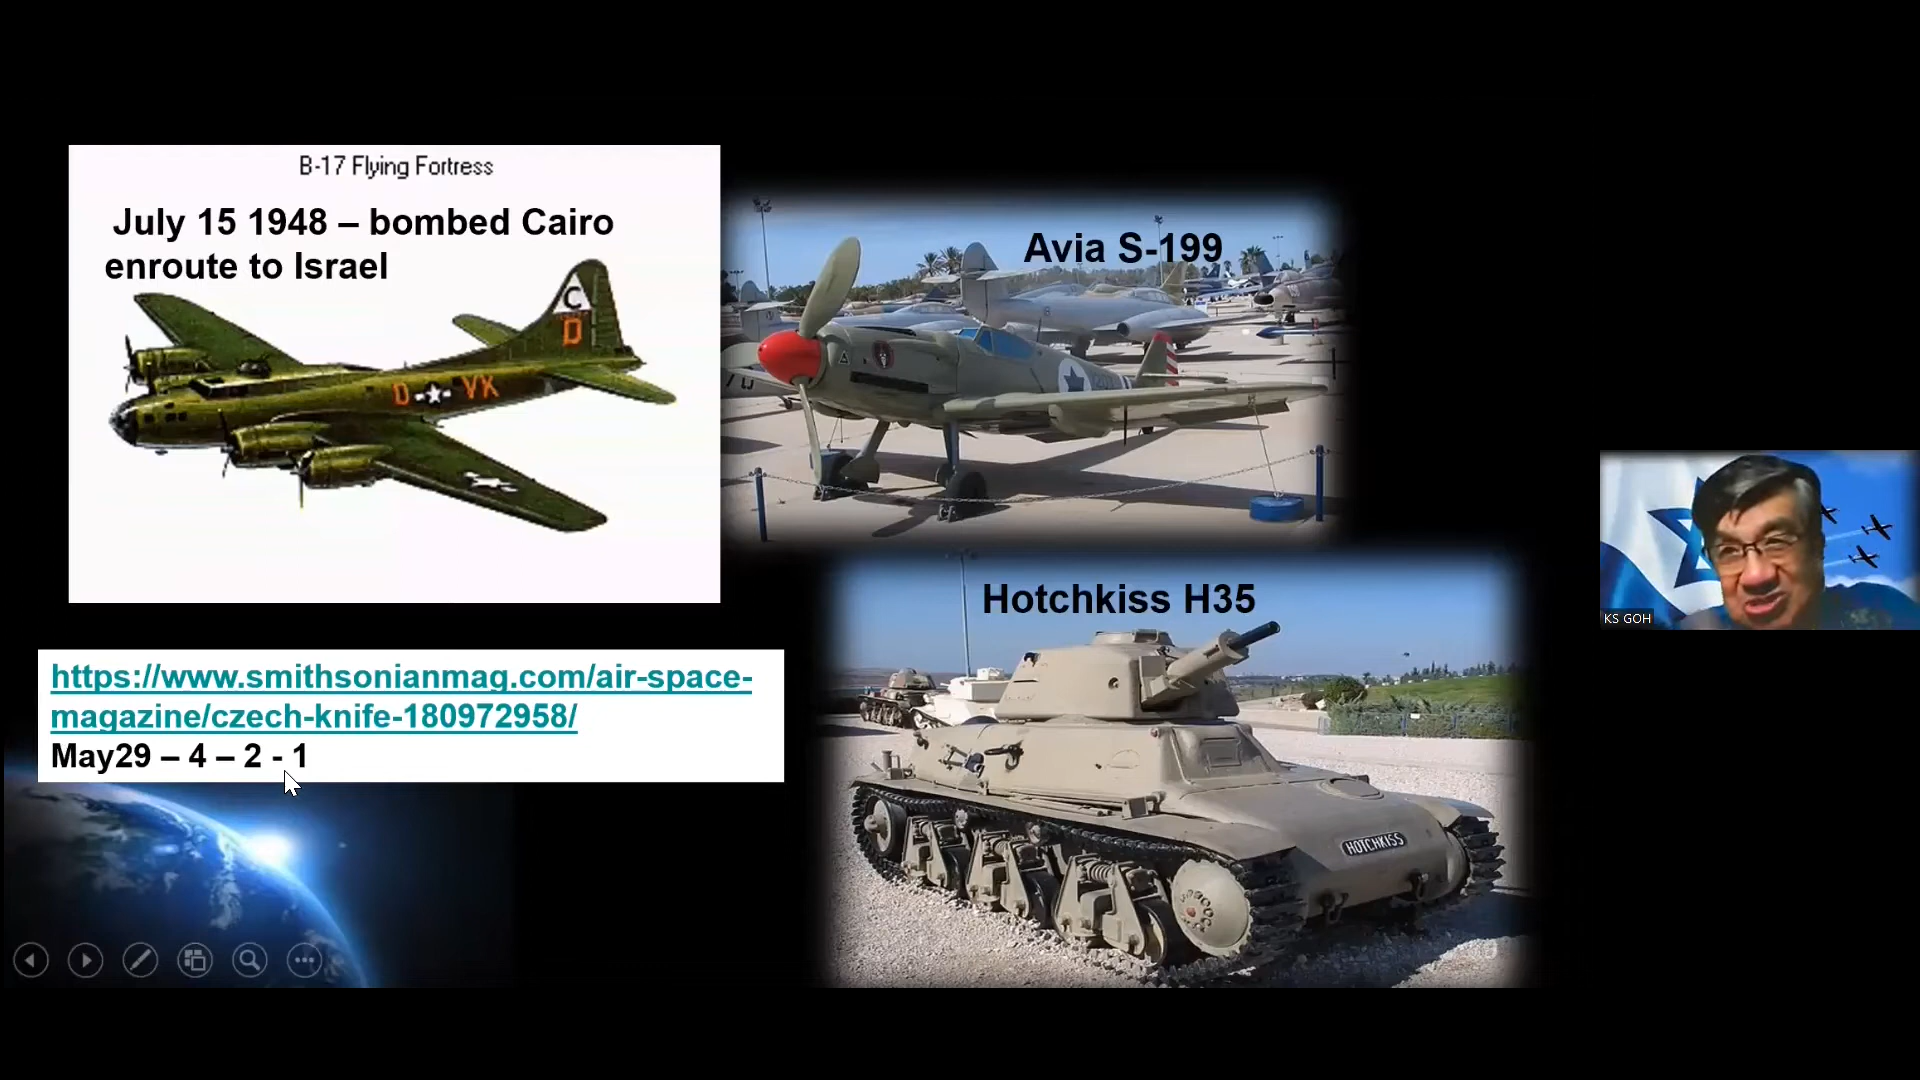 B-17 Flying Fortress
July 15 1948 – bombed Cairo
enroute to Israel
C
D
D
VK
Avia S-199
Hotchkiss H35
HOTCHKISS
https://www.smithsonianmag.com/air-space-
magazine/czech-knife-180972958/
May29 – 4 – 2 - 1
KS GOH